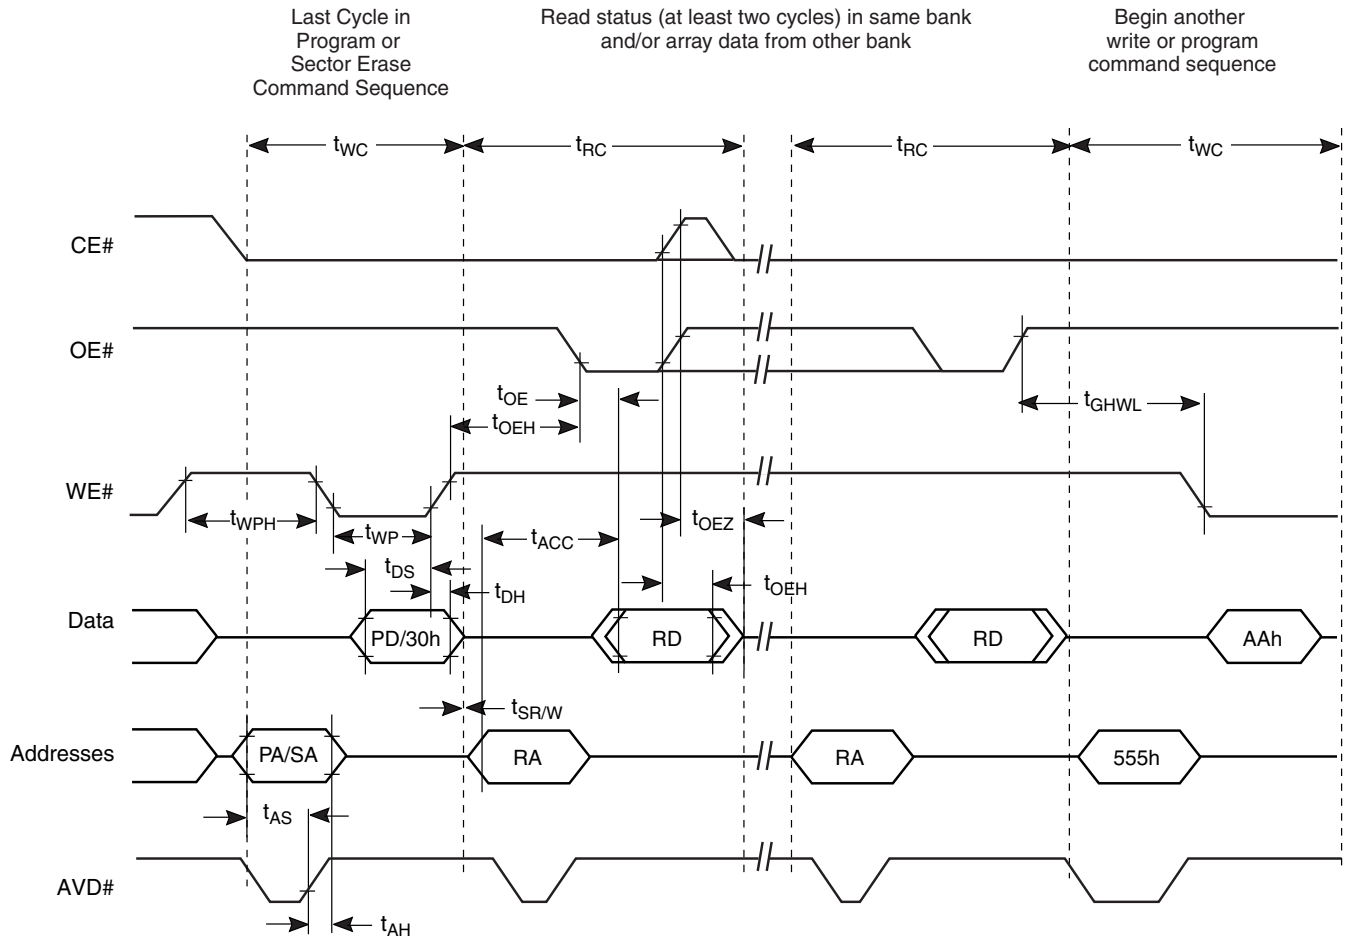 Last Cycle in
Program or
Sector Erase
Command Sequence
Read status (at least two cycles) in same bank
and/or array data from other bank
Begin another
write or program
command sequence
tWC
tRC
tRC
tWC
CE#
OE#
tOE
tOEH
tGHWL
WE#
tWPH
tWP
tACC
tOEZ
tDS
tDH
tOEH
Data
PD/30h
RD
RD
AAh
tSR/W
Addresses
PA/SA
RA
RA
555h
tAS
AVD#
tAH